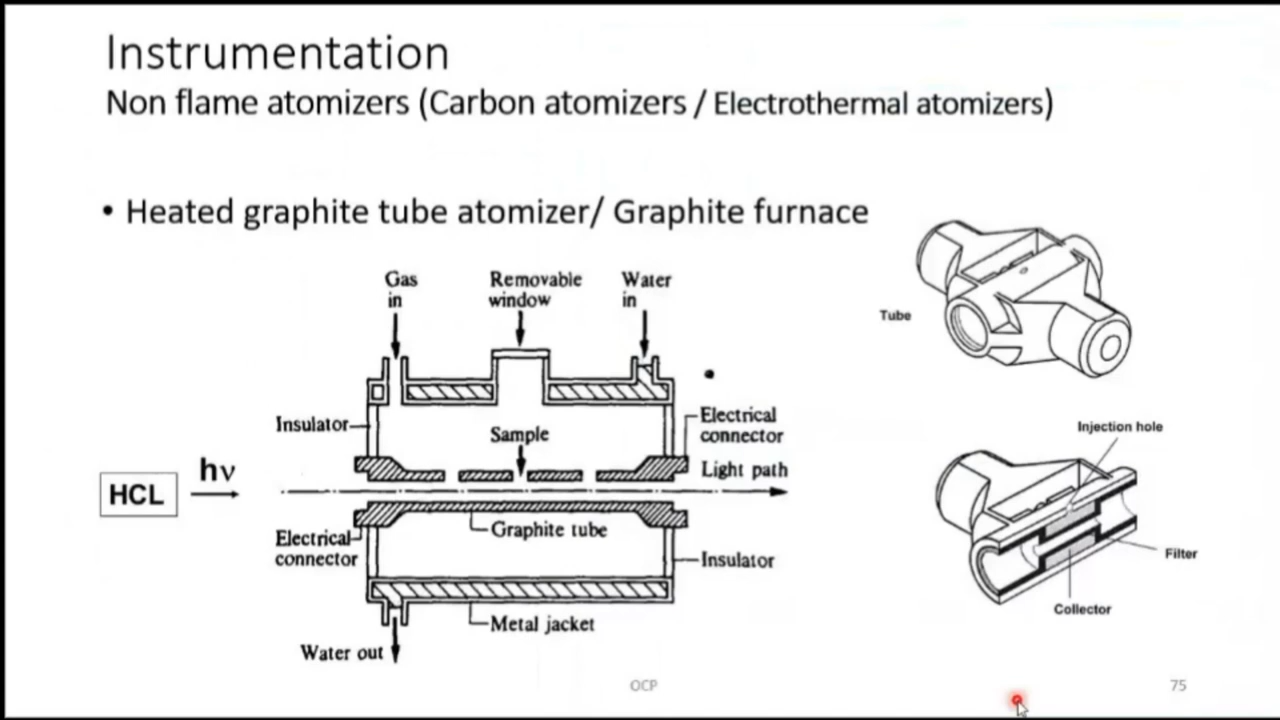 Instrumentation
Non flame atomizers (Carbon atomizers / Electrothermal atomizers)
• Heated graphite tube atomizer/ Graphite furnace
Gas
in
Removable
window
Water
in
Tube
Insulator
Sample
Electrical
connector
Light path
HCL
hν
Graphite tube
Electrical
connector
Insulator
Metal jacket
Water out
Injection hole
Filter
Collector
OCP
75